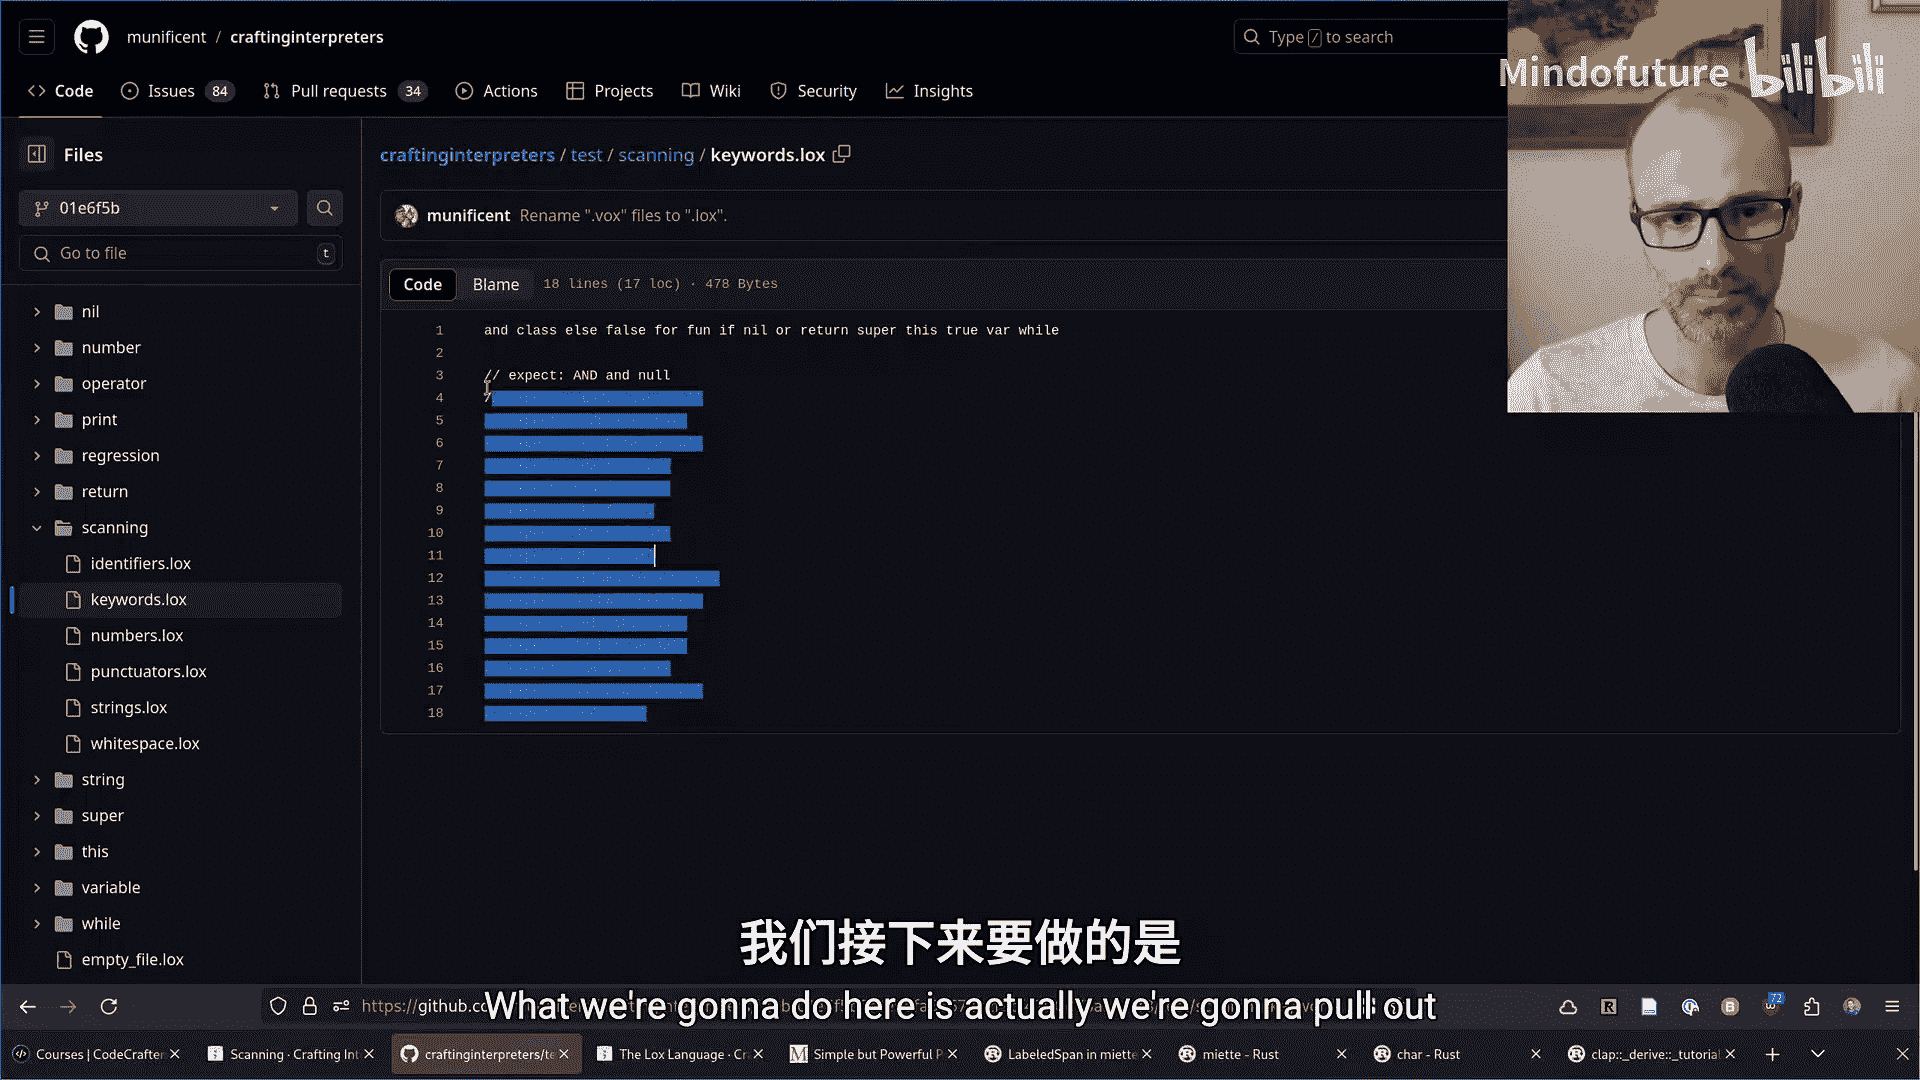 munificent / craftinginterpreters
Type / to search
Mindofuture bilibili
Code
Issues 84
Pull requests 34
Actions
Projects
Wiki
Security
Insights
Files
craftinginterpreters / test / scanning / keywords.lox
01e6f5b
Go to file
t
munificent Rename ".vox" files to ".lox".
Code
Blame
18 lines (17 loc) · 478 Bytes
nil
number
operator
print
regression
return
scanning
identifiers.lox
keywords.lox
numbers.lox
punctuators.lox
strings.lox
whitespace.lox
string
super
this
variable
while
empty_file.lox
1 and class else false for fun if nil or return super this true var while
2
3 // expect: AND and null
4 /
5
6
7
8
9
10
11
12
13
14
15
16
17
18
我们接下来要做的是
What we're gonna do here is actually we're gonna pull out
https://github.co
72
Courses | CodeCrafter
Scanning · Crafting Int
craftinginterpreters/te
The Lox Language · Cr
Simple but Powerful P
LabeledSpan in miette
miette - Rust
char - Rust
clap::_derive::_tutorial